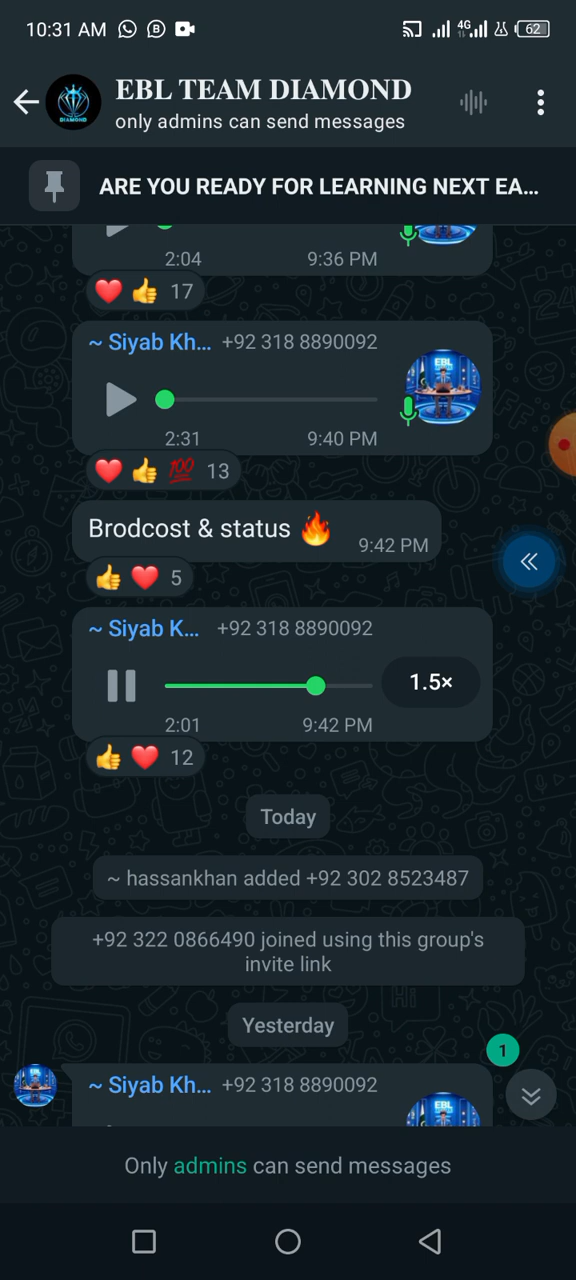 10:31 AM
4G
62
EBL TEAM DIAMOND
only admins can send messages
ARE YOU READY FOR LEARNING NEXT EA...
2:04 9:36 PM
17
~ Siyab Kh... +92 318 8890092
EBL
2:31 9:40 PM
💯 13
Brodcost & status 🔥 9:42 PM
5
~ Siyab K... +92 318 8890092
1.5×
2:01 9:42 PM
12
Today
~ hassankhan added +92 302 8523487
+92 322 0866490 joined using this group's
invite link
Yesterday
1
~ Siyab Kh... +92 318 8890092
EBL
Only admins can send messages